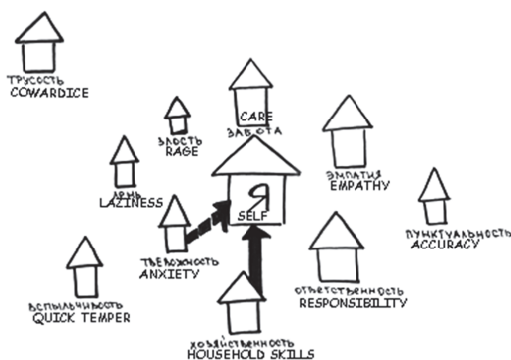 ТРУСОСТЬ
COWARDICE
CARE
ЗАБОТА
ЗЛОСТЬ
RAGE
ЭМПАТИЯ
EMPATHY
ЛЕНЬ
LAZINESS
Я
SELF
ПУНКТУАЛЬНОСТЬ
ACCURACY
ТРЕВОЖНОСТЬ
ANXIETY
ВСПЫЛЬЧИВОСТЬ
QUICK TEMPER
ОТВЕТСТВЕННОСТЬ
RESPONSIBILITY
ХОЗЯЙСТВЕННОСТЬ
HOUSEHOLD SKILLS